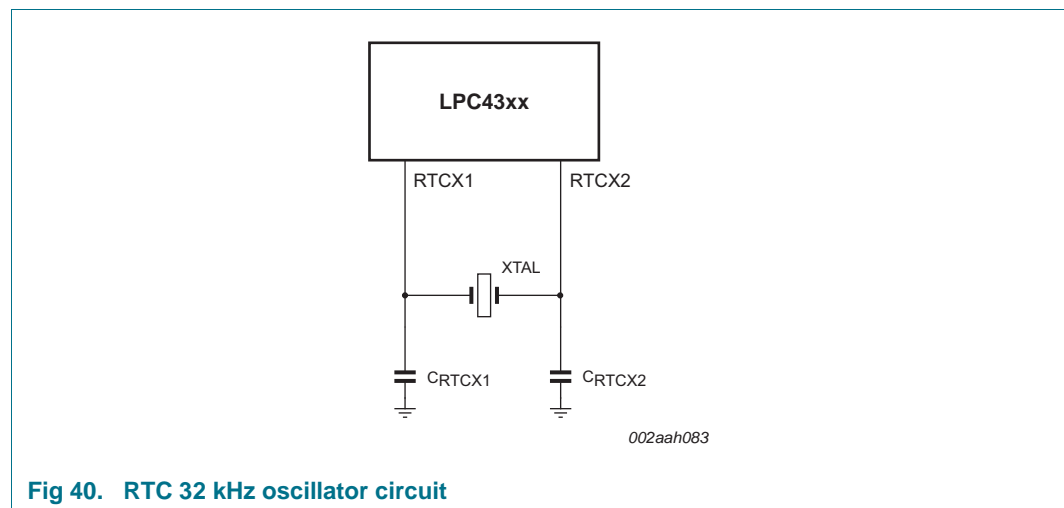 LPC43xx
RTCX1 RTCX2
XTAL
CRTCX1 CRTCX2
002aah083
Fig 40. RTC 32 kHz oscillator circuit